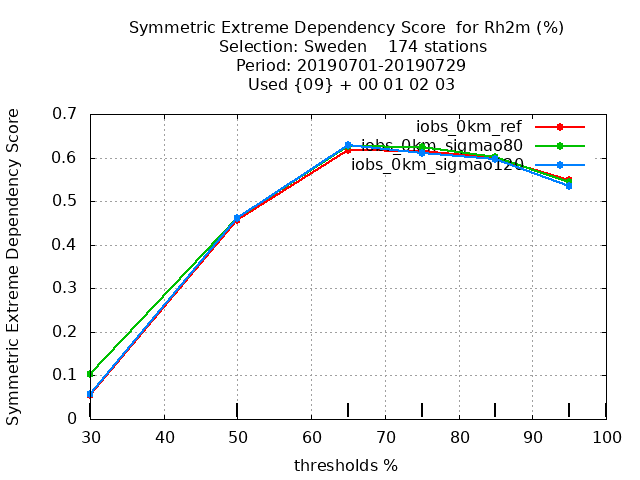 Symmetric Extreme Dependency Score  for Rh2m (%)
Selection: Sweden    174 stations
Period: 20190701-20190729
Used {09} + 00 01 02 03
Symmetric Extreme Dependency Score
0.7
0.6
0.5
0.4
0.3
0.2
0.1
0
iobs_0km_ref
iobs_0km_sigmao80
iobs_0km_sigmao120
30 40 50 60 70 80 90 100
thresholds %